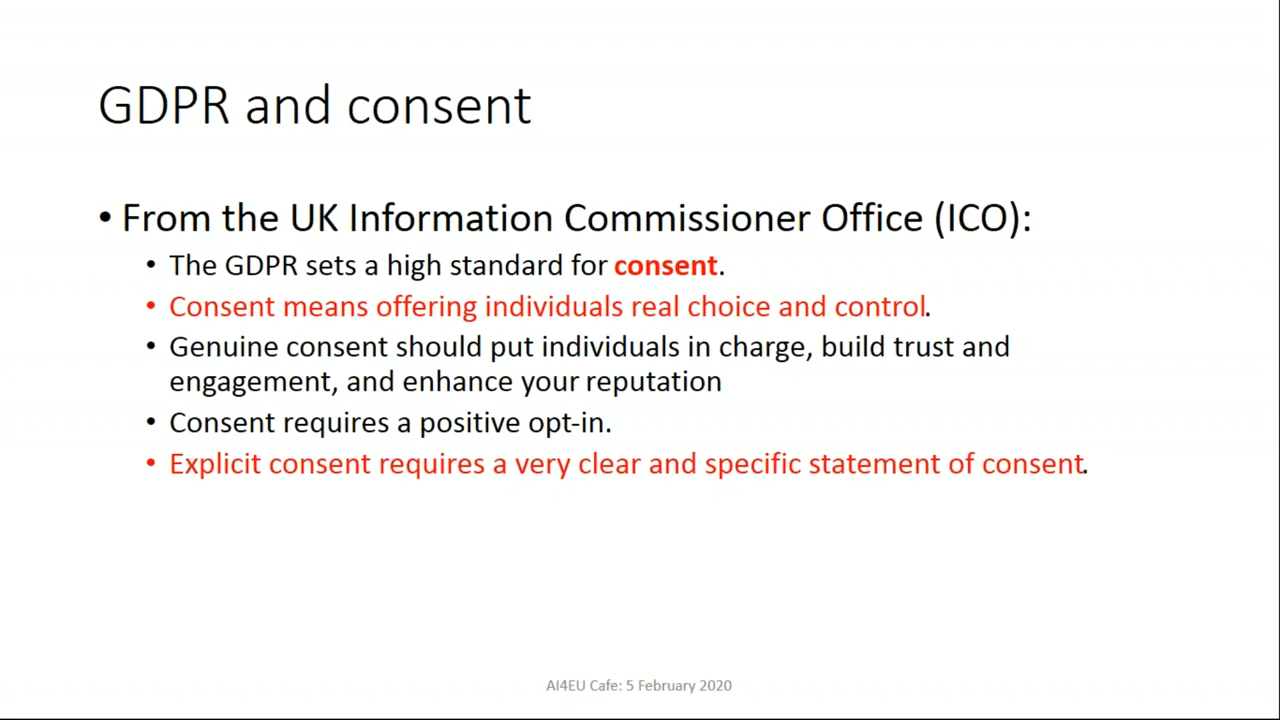 GDPR and consent
• From the UK Information Commissioner Office (ICO):
• The GDPR sets a high standard for consent.
• Consent means offering individuals real choice and control.
• Genuine consent should put individuals in charge, build trust and
engagement, and enhance your reputation
• Consent requires a positive opt-in.
• Explicit consent requires a very clear and specific statement of consent.
AI4EU Cafe: 5 February 2020